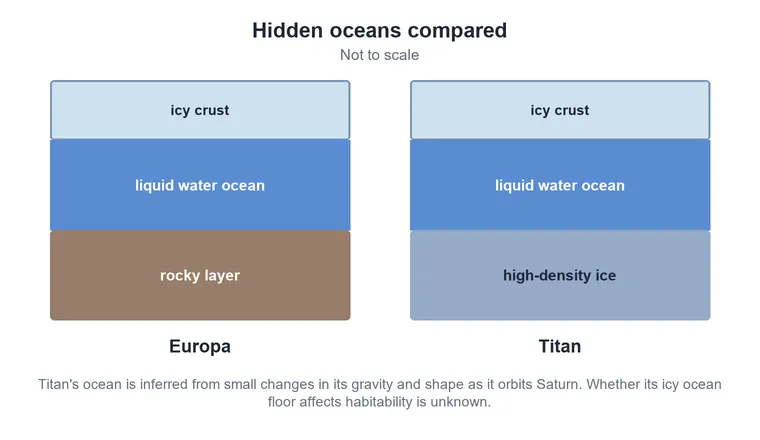 Hidden oceans compared
Not to scale
icy crust
icy crust
liquid water ocean
liquid water ocean
rocky layer
high-density ice
Europa
Titan
Titan's ocean is inferred from small changes in its gravity and shape as it orbits Saturn. Whether its icy ocean
floor affects habitability is unknown.